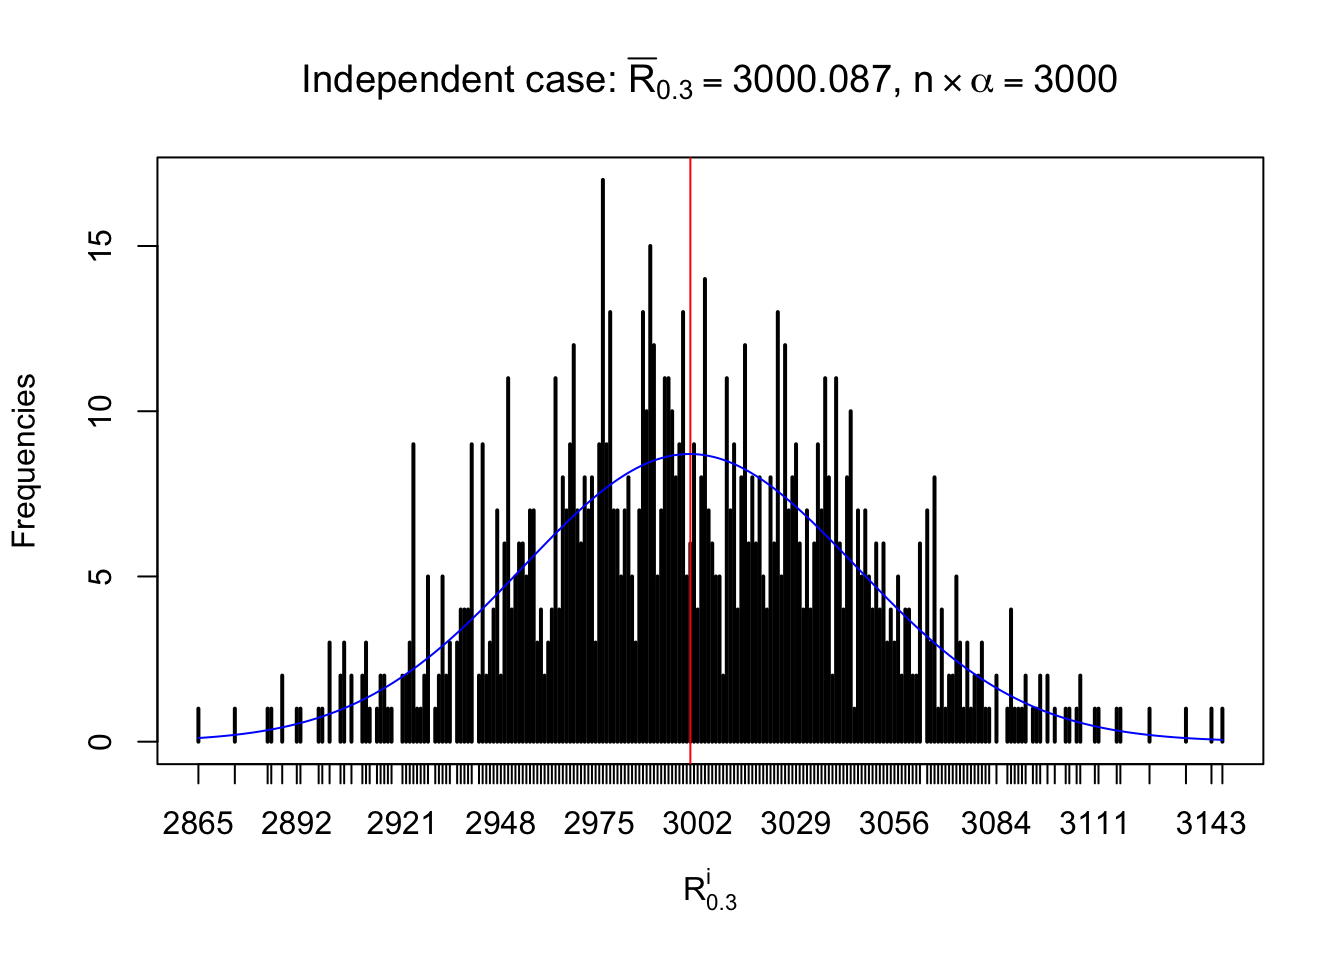 Independent case: R̅0.3 = 3000.087, n × α = 3000
Frequencies
15
10
5
0
2865 2892 2921 2948 2975 3002 3029 3056 3084 3111 3143
R^i_0.3